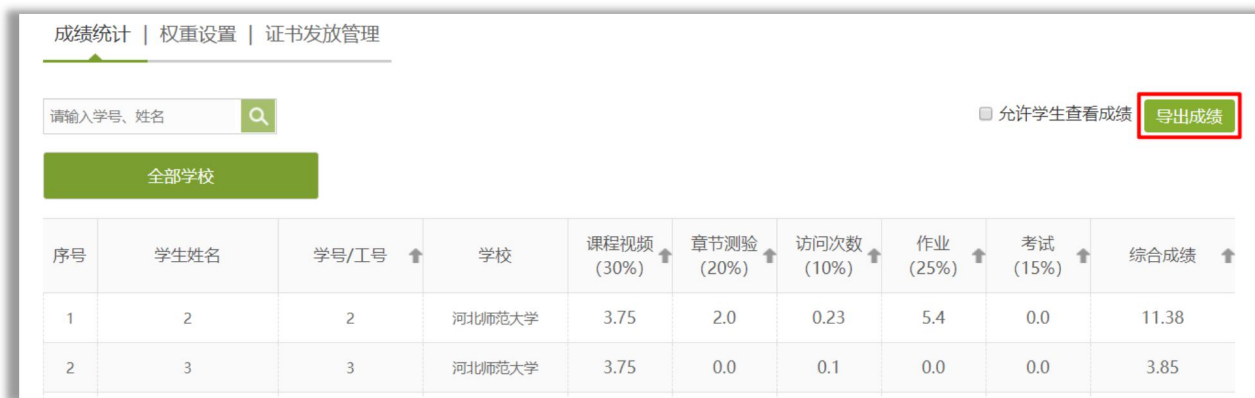 成绩统计 | 权重设置 | 证书发放管理
请输入学号、姓名
允许学生查看成绩 导出成绩
全部学校
序号 学生姓名 学号/工号 学校 课程视频 (30%) 章节测验 (20%) 访问次数 (10%) 作业 (25%) 考试 (15%) 综合成绩
1 2 2 河北师范大学 3.75 2.0 0.23 5.4 0.0 11.38
2 3 3 河北师范大学 3.75 0.0 0.1 0.0 0.0 3.85